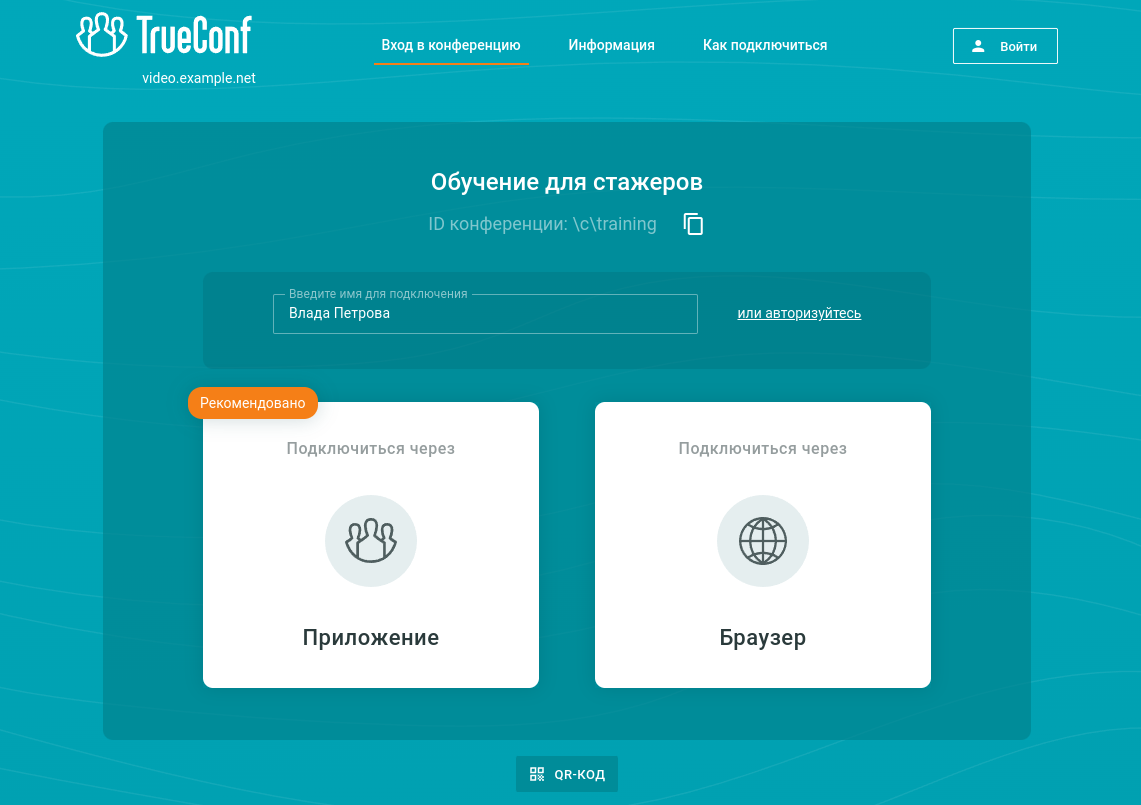 TrueConf
video.example.net
Вход в конференцию
Информация
Как подключиться
Войти
Обучение для стажеров
ID конференции: \c\training
Введите имя для подключения
Влада Петрова
или авторизуйтесь
Рекомендовано
Подключиться через
Приложение
Подключиться через
Браузер
QR-КОД